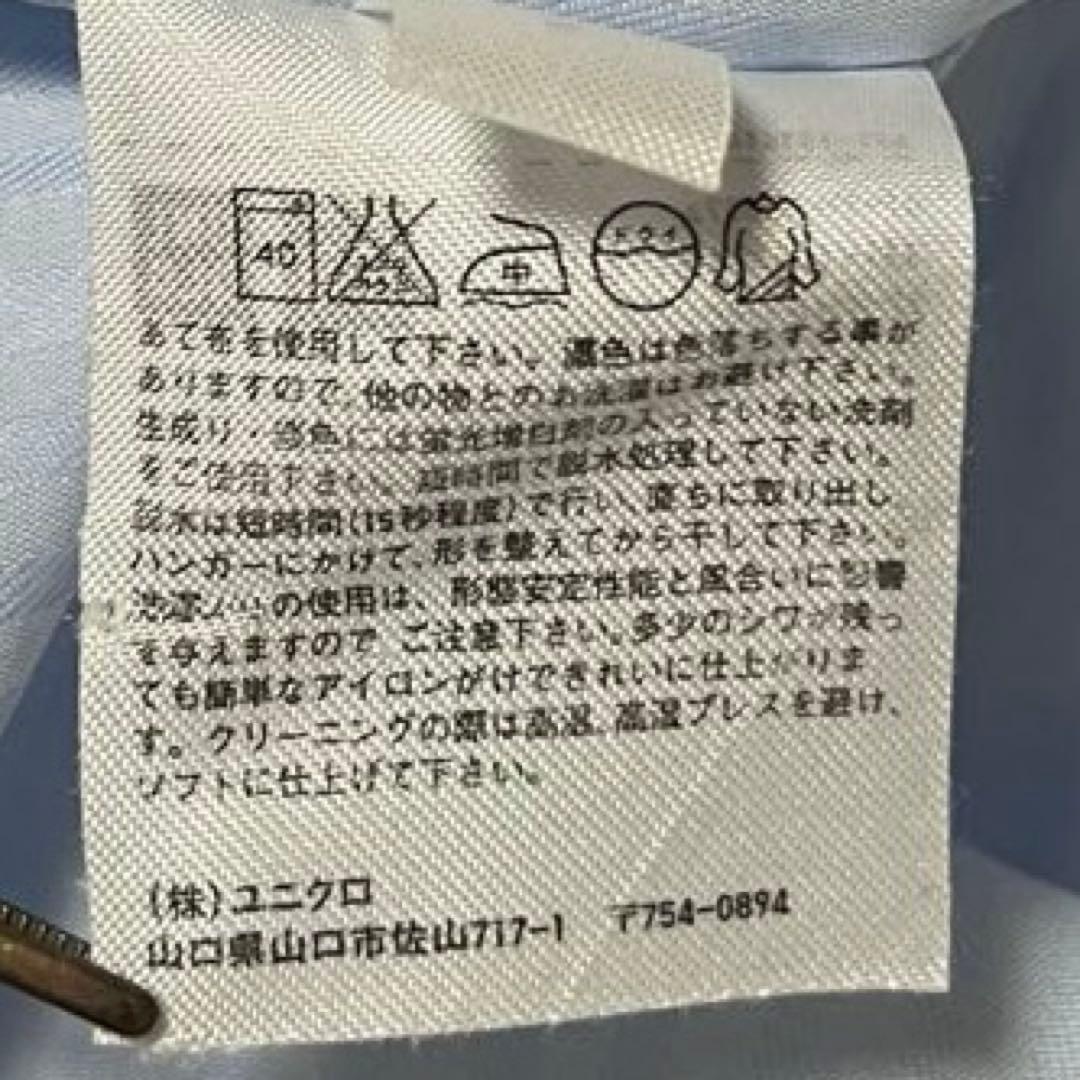 40
中
ドライ
あて布を使用して下さい。濃色は色落ちする事が
ありますので、他の物とのお洗濯はお避け下さい。
生成り・淡色には蛍光増白剤の入っていない洗剤
をご使用下さい。短時間で脱水処理して下さい。
脱水は短時間(15秒程度)で行い、直ちに取り出し
ハンガーにかけて、形を整えてから干して下さい。
の使用は、形態安定性能と風合いに影響
を与えますので ご注意下さい。多少のシワが残っ
ても簡単なアイロンがけできれいに仕上がりま
す。クリーニングの際は高温、高湿プレスを避け、
ソフトに仕上げて下さい。
(株)ユニクロ
山口県山口市佐山717-1 〒754-0894